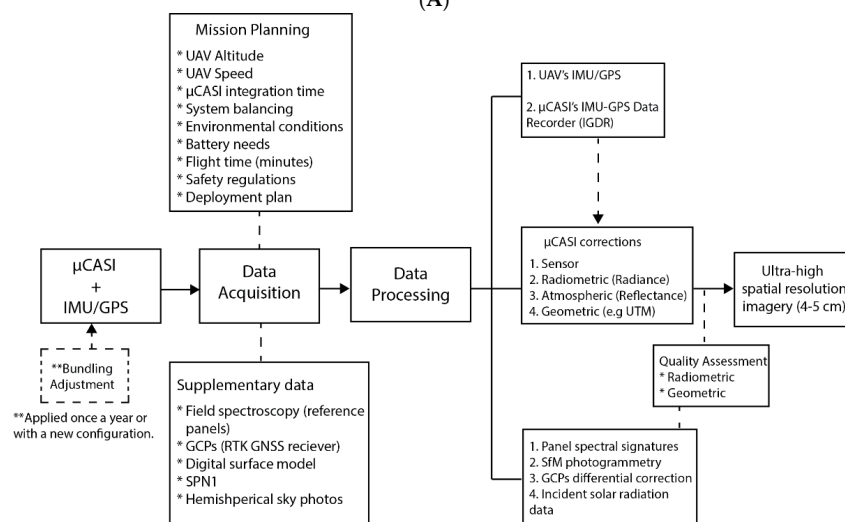 (A)
Mission Planning
* UAV Altitude
* UAV Speed
* µCASI integration time
* System balancing
* Environmental conditions
* Battery needs
* Flight time (minutes)
* Safety regulations
* Deployment plan
1. UAV's IMU/GPS
2. µCASI's IMU-GPS Data
Recorder (IGDR)
µCASI
+
IMU/GPS
Data
Acquisition
Data
Processing
µCASI corrections
1. Sensor
2. Radiometric (Radiance)
3. Atmospheric (Reflectance)
4. Geometric (e.g UTM)
Ultra-high
spatial resolution
imagery (4-5 cm)
**Bundling
Adjustment
**Applied once a year or
with a new configuration.
Supplementary data
* Field spectroscopy (reference
panels)
* GCPs (RTK GNSS reciever)
* Digital surface model
* SPN1
* Hemishperical sky photos
Quality Assessment
* Radiometric
* Geometric
1. Panel spectral signatures
2. SfM photogrammetry
3. GCPs differential correction
4. Incident solar radiation
data